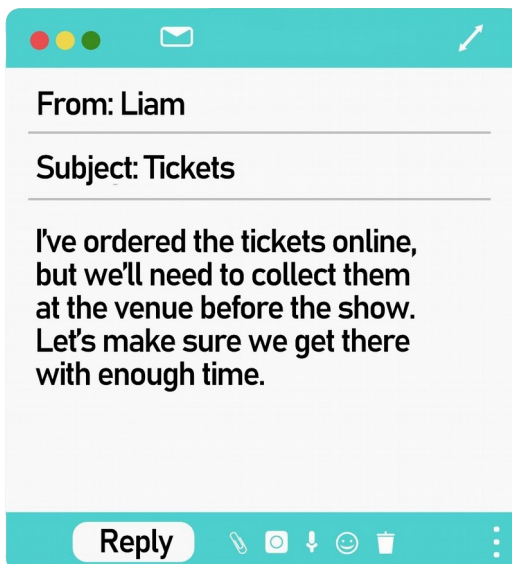 From: Liam
Subject: Tickets
I've ordered the tickets online,
but we'll need to collect them
at the venue before the show.
Let's make sure we get there
with enough time.
Reply